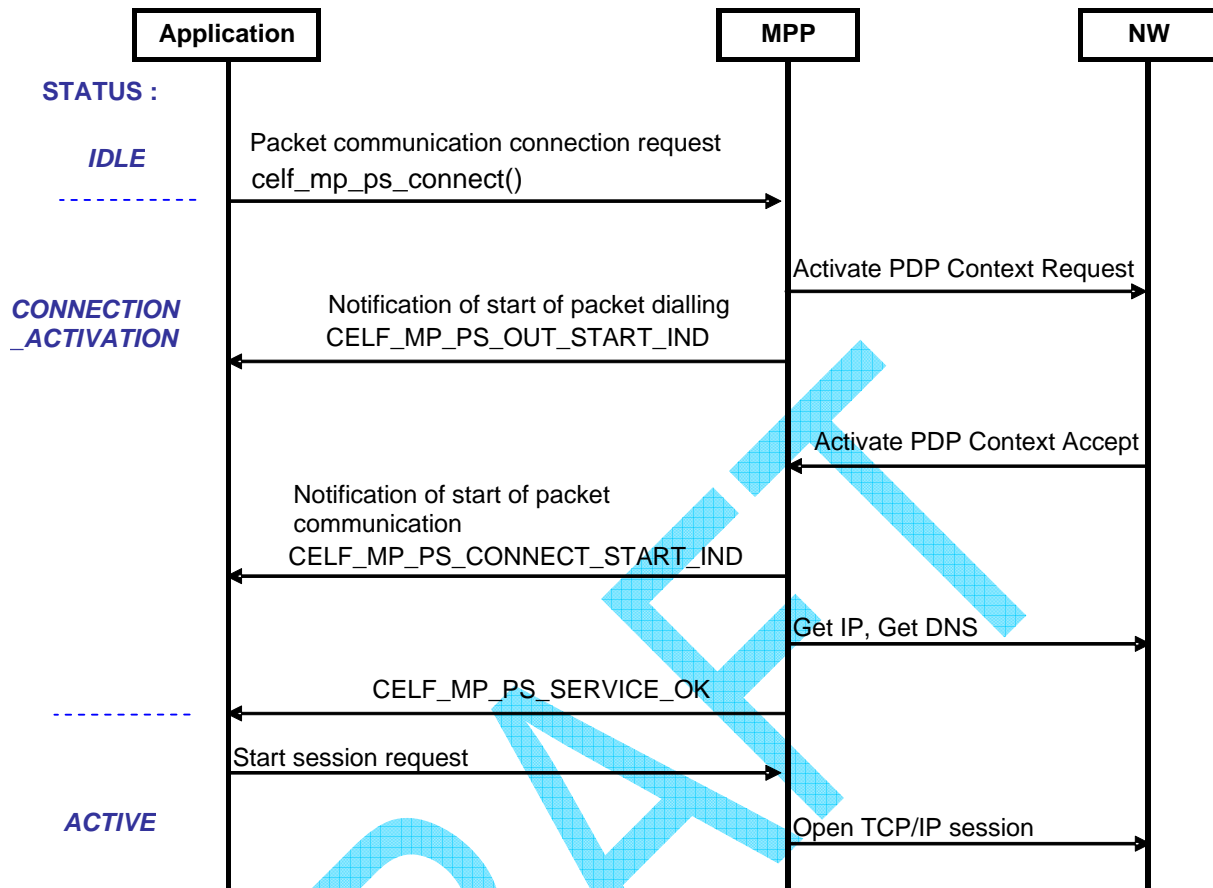 Application
MPP
NW
STATUS :
IDLE
Packet communication connection request
celf_mp_ps_connect()
Activate PDP Context Request
CONNECTION
_ACTIVATION
Notification of start of packet dialling
CELF_MP_PS_OUT_START_IND
Activate PDP Context Accept
Notification of start of packet
communication
CELF_MP_PS_CONNECT_START_IND
Get IP, Get DNS
CELF_MP_PS_SERVICE_OK
Start session request
ACTIVE
Open TCP/IP session